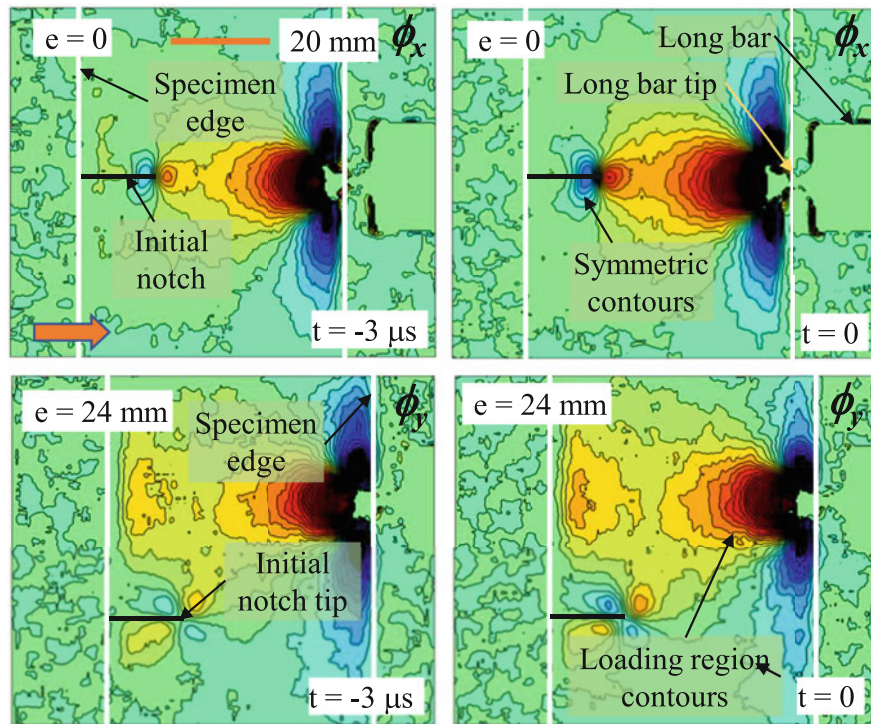 e = 0
20 mm
ϕx
Specimen
edge
Initial
notch
t = -3 μs
e = 0
Long bar
ϕx
Long bar tip
Symmetric
contours
t = 0
e = 24 mm
ϕy
Specimen
edge
Initial
notch tip
t = -3 μs
e = 24 mm
ϕy
Loading region
contours
t = 0